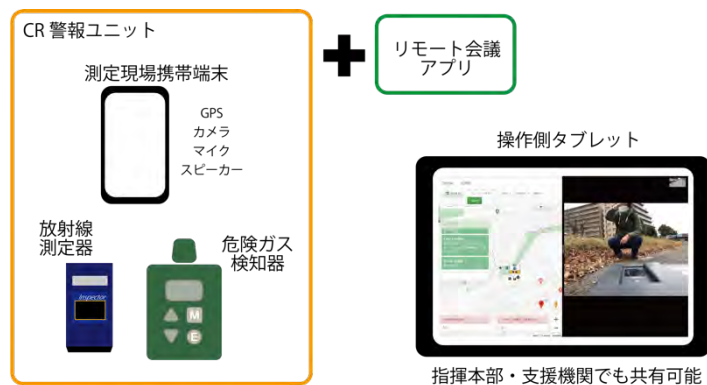 CR 警報ユニット
測定現場携帯端末
GPS
カメラ
マイク
スピーカー
放射線
測定器
Inspector
危険ガス
検知器
M
E
リモート会議
アプリ
操作側タブレット
指揮本部・支援機関でも共有可能